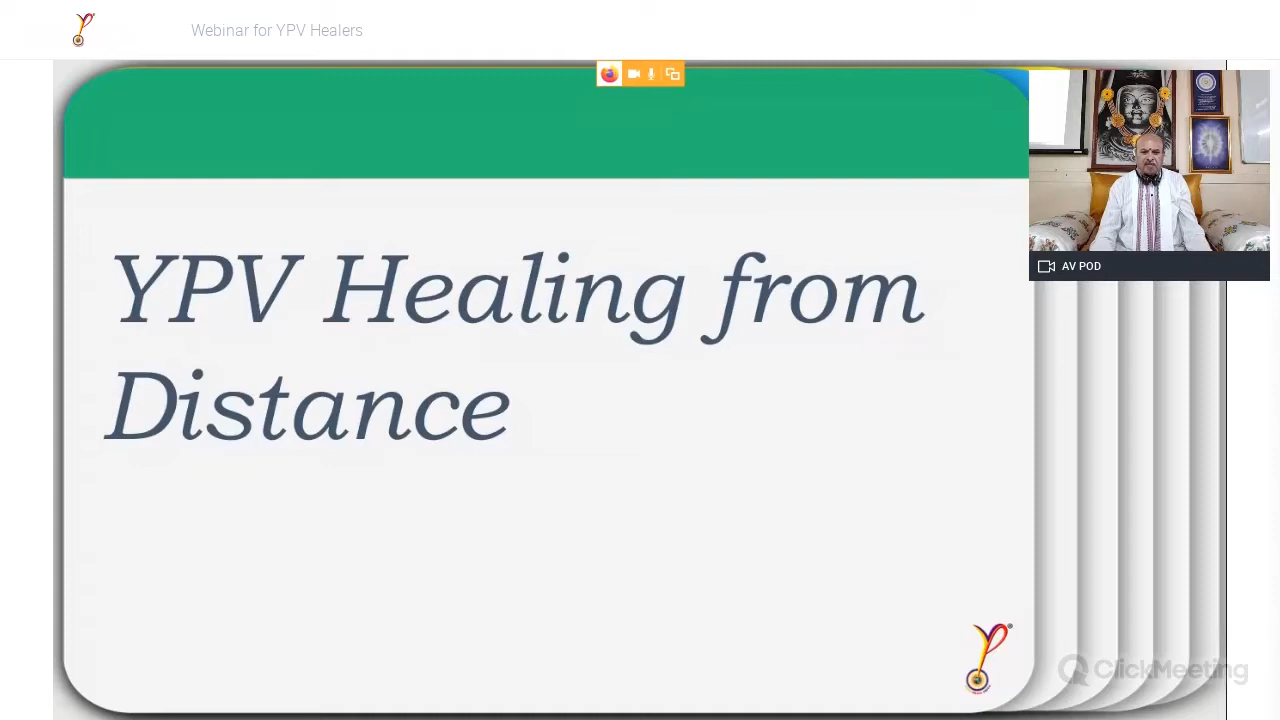 Webinar for YPV Healers
YPV Healing from
Distance
AV POD
ClickMeeting